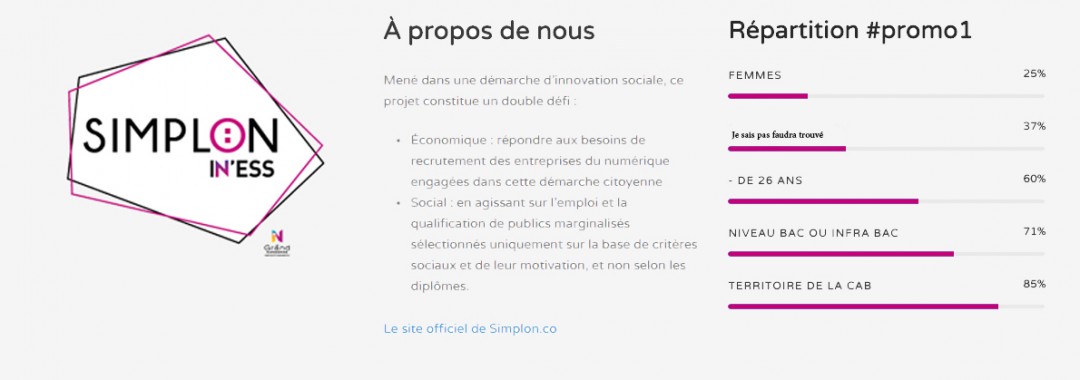 SIMPLON
IN'ESS
À propos de nous
Mené dans une démarche d'innovation sociale, ce
projet constitue un double défi :
• Économique : répondre aux besoins de
recrutement des entreprises du numérique
engagées dans cette démarche citoyenne
• Social : en agissant sur l'emploi et la
qualification de publics marginalisés
sélectionnés uniquement sur la base de critères
sociaux et de leur motivation, et non selon les
diplômes.
Le site officiel de Simplon.co
Répartition #promo1
FEMMES 25%
Je sais pas faudra trouvé 37%
- DE 26 ANS 60%
NIVEAU BAC OU INFRA BAC 71%
TERRITOIRE DE LA CAB 85%